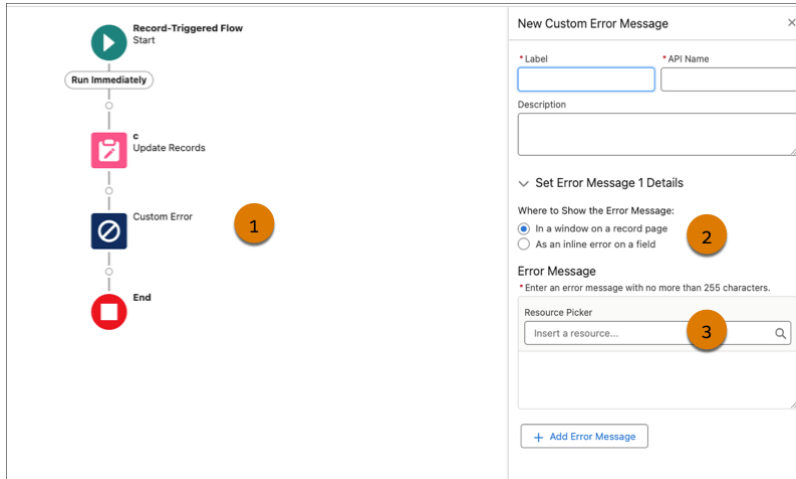 Record-Triggered Flow
Start
Run Immediately
c
Update Records
Custom Error
1
End
New Custom Error Message
×
* Label
* API Name
Description
Set Error Message 1 Details
Where to Show the Error Message:
In a window on a record page
As an inline error on a field
2
Error Message
* Enter an error message with no more than 255 characters.
Resource Picker
Insert a resource...
3
+ Add Error Message